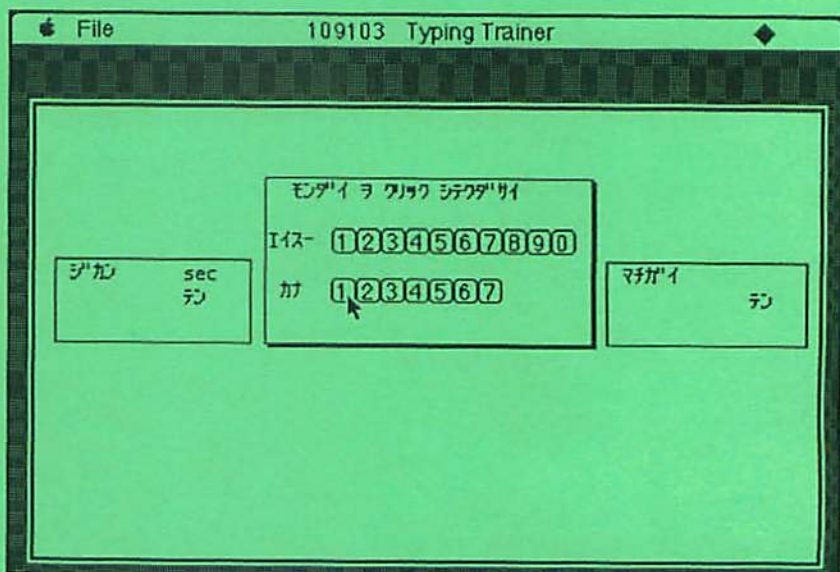 File 109103 Typing Trainer
モンダイ ヲ クリック シテクダサイ
エイスー 1 2 3 4 5 6 7 8 9 0
カナ 1 2 3 4 5 6 7
ジカン sec
テン
マチガイ
テン